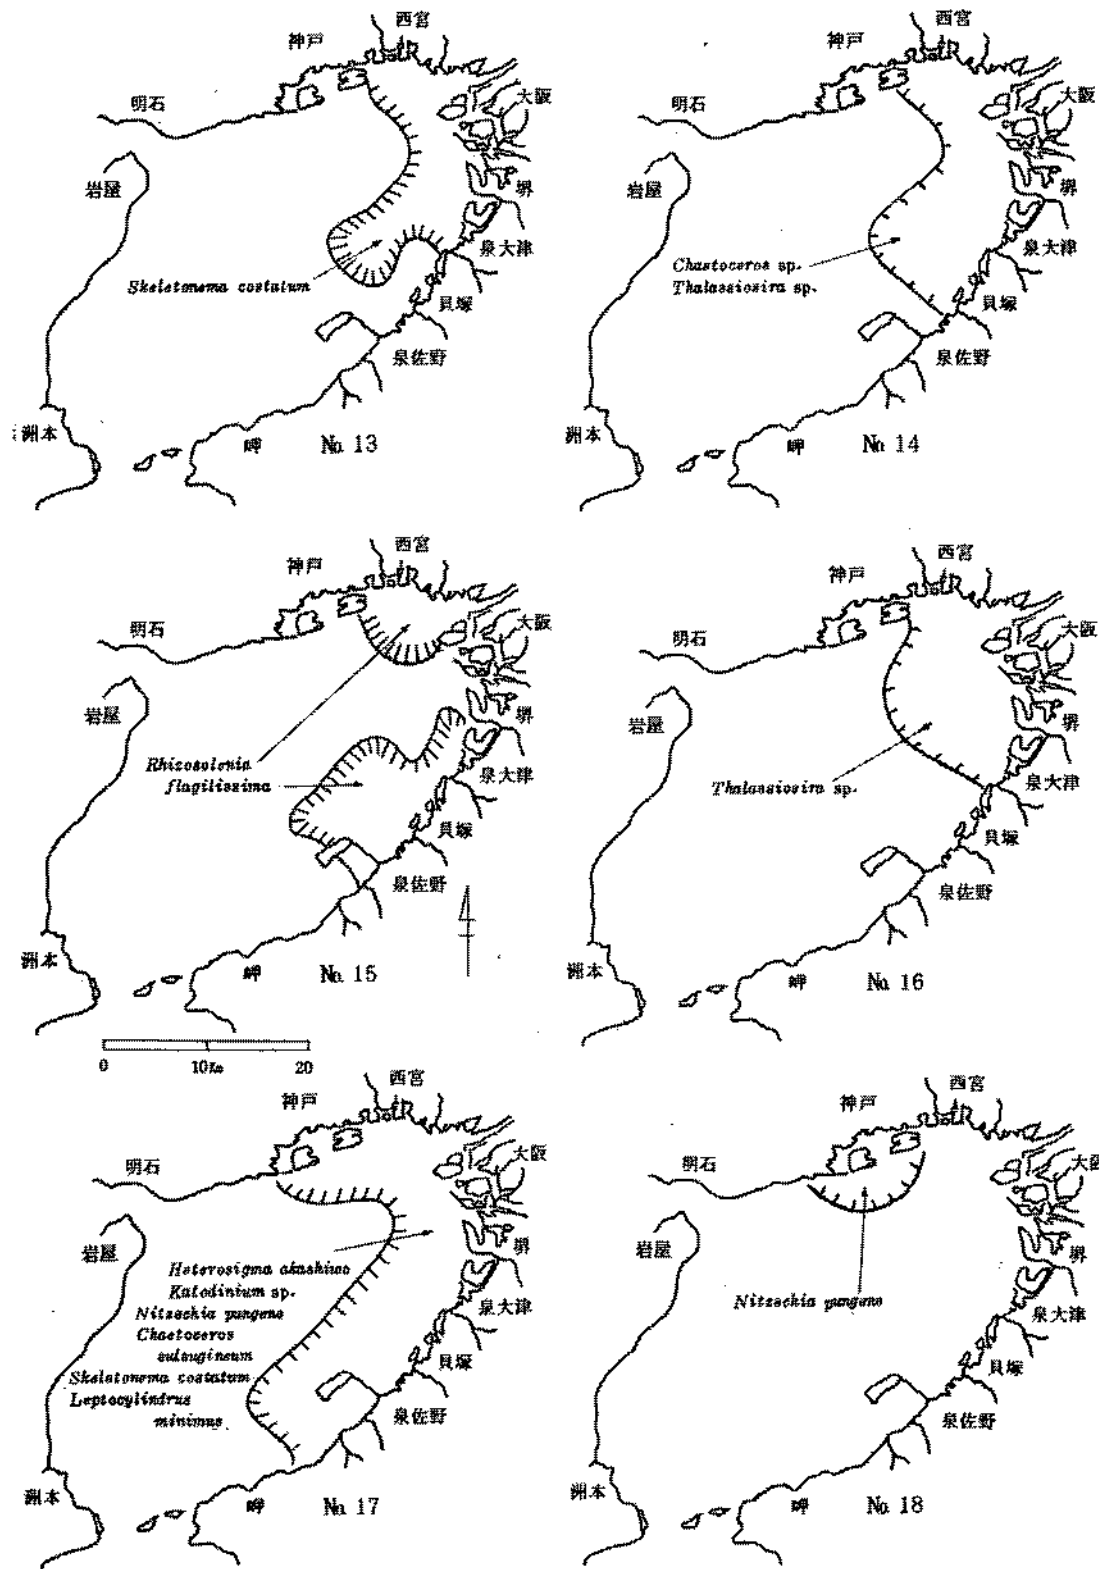 西宮
神戸
明石
大阪
岩屋
堺
泉大津
Skeletonema costatum
貝塚
泉佐野
洲本
岬
No. 13
西宮
神戸
明石
大阪
岩屋
堺
泉大津
Chaetoceros sp.
Thalassiosira sp.
貝塚
泉佐野
洲本
岬
No. 14
西宮
神戸
明石
大阪
岩屋
堺
Rhizosolenia
flagilissima
泉大津
貝塚
泉佐野
洲本
岬
No. 15
0 10Km 20
西宮
神戸
明石
大阪
岩屋
堺
泉大津
Thalassiosira sp.
貝塚
泉佐野
洲本
岬
No. 16
西宮
神戸
明石
大阪
岩屋
堺
Heterosigma akashiwo
Katodinium sp.
Nitzschia pungens
Chaetoceros
salsugineum
Skeletonema costatum
Leptocylindrus
minimus
泉大津
貝塚
泉佐野
洲本
岬
No. 17
西宮
神戸
明石
大阪
岩屋
堺
泉大津
Nitzschia pungens
貝塚
泉佐野
洲本
岬
No. 18